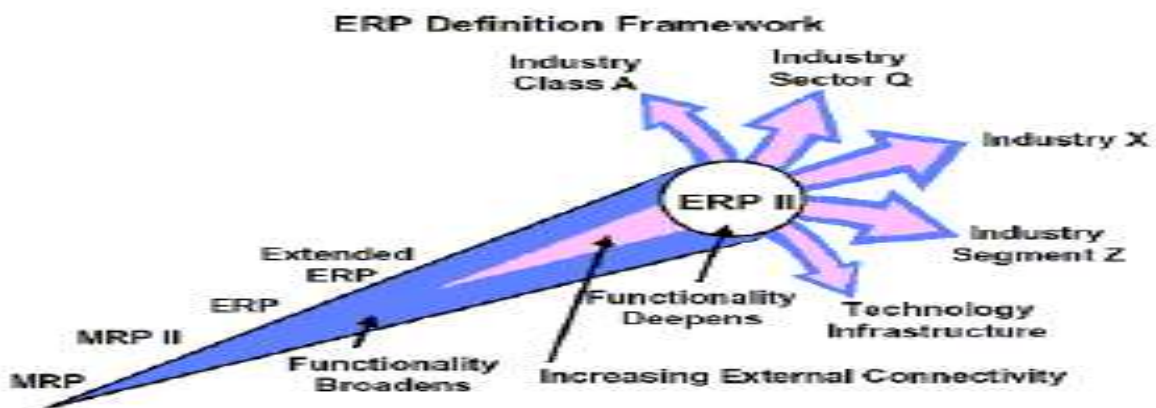 ERP Definition Framework
Industry
Class A
Industry
Sector Q
Industry X
ERP II
Industry
Segment Z
Extended
ERP
ERP
MRP II
MRP
Functionality
Deepens
Technology
Infrastructure
Functionality
Broadens
Increasing External Connectivity